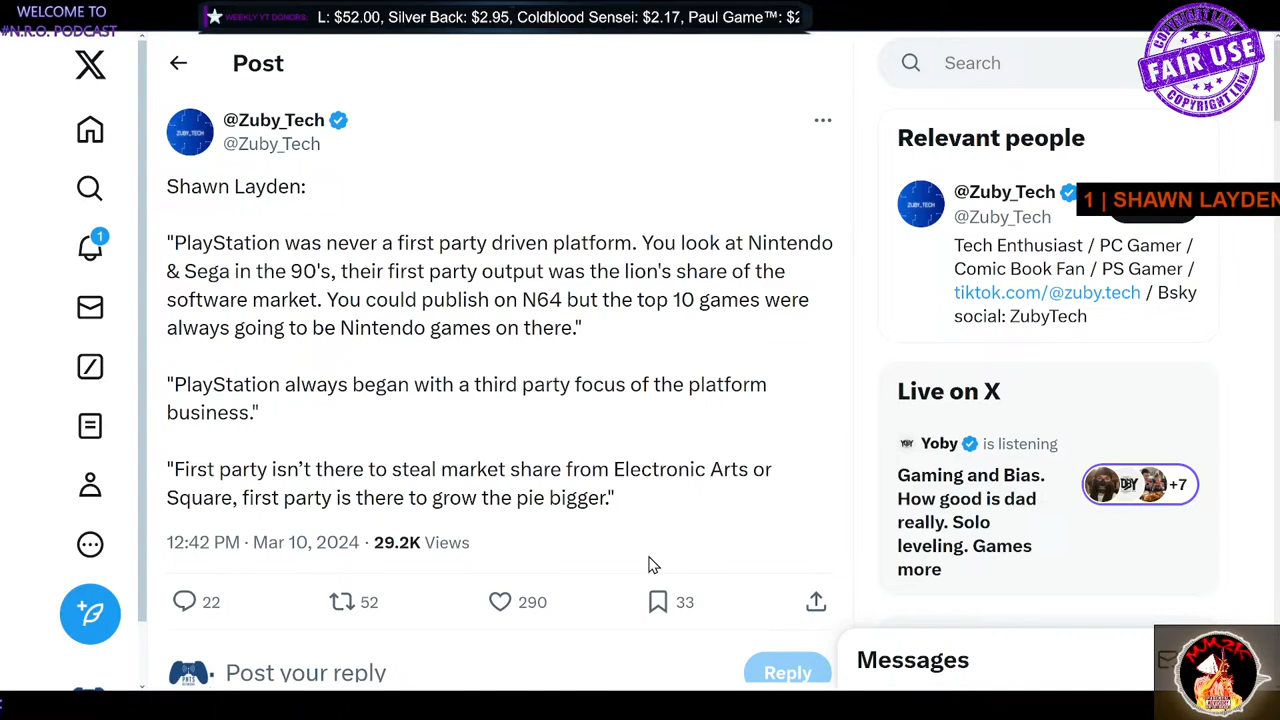 WELCOME TO
#N.R.O. PODCAST
WEEKLY YT DONORS: L: $52.00, Silver Back: $2.95, Coldblood Sensei: $2.17, Paul Game™: $2
COPYRIGHT LAW
FAIR USE
COPYRIGHT LAW
Post
Search
@Zuby_Tech
@Zuby_Tech
ZUBY_TECH
Shawn Layden:
"PlayStation was never a first party driven platform. You look at Nintendo
& Sega in the 90's, their first party output was the lion's share of the
software market. You could publish on N64 but the top 10 games were
always going to be Nintendo games on there."
"PlayStation always began with a third party focus of the platform
business."
"First party isn’t there to steal market share from Electronic Arts or
Square, first party is there to grow the pie bigger."
12:42 PM · Mar 10, 2024 · 29.2K Views
22
52
290
33
Post your reply
Reply
1
Relevant people
ZUBY_TECH
@Zuby_Tech
@Zuby_Tech
1 | SHAWN LAYDEN
Tech Enthusiast / PC Gamer /
Comic Book Fan / PS Gamer /
tiktok.com/@zuby.tech / Bsky
social: ZubyTech
Live on X
Yoby is listening
Gaming and Bias.
How good is dad
really. Solo
leveling. Games
more
+7
Messages
MM2K